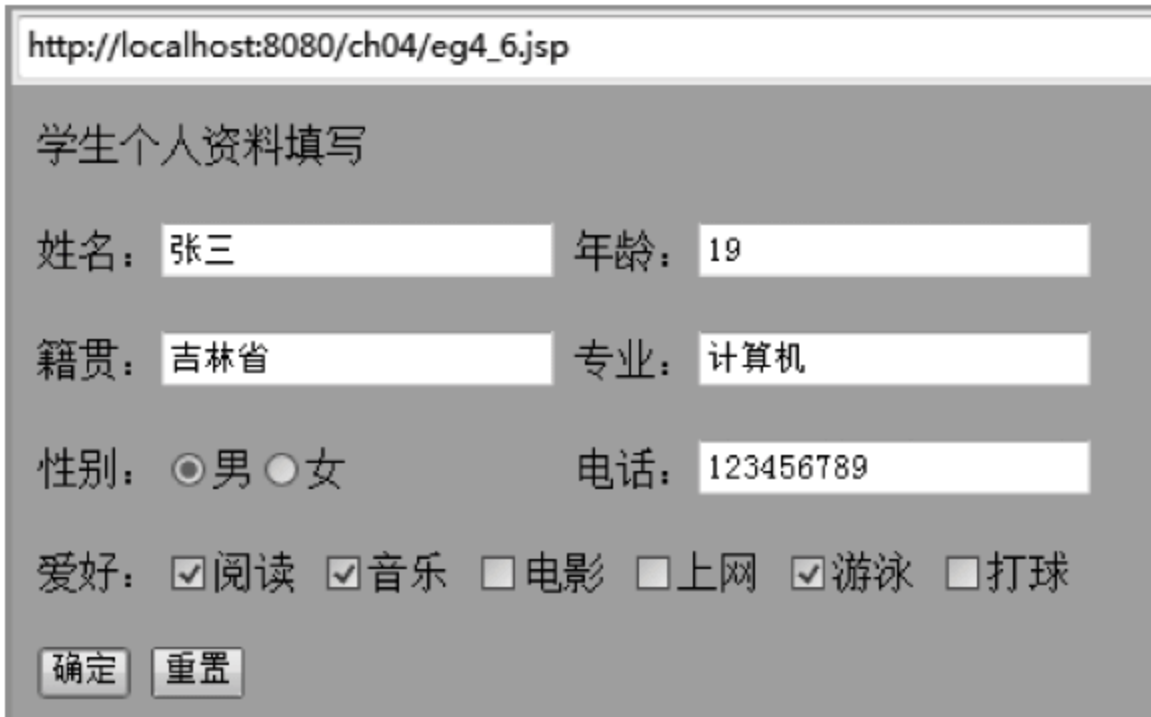 http://localhost:8080/ch04/eg4_6.jsp
学生个人资料填写
姓名：张三 年龄：19
籍贯：吉林省 专业：计算机
性别：男 女 电话：123456789
爱好：阅读 音乐 电影 上网 游泳 打球
确定 重置